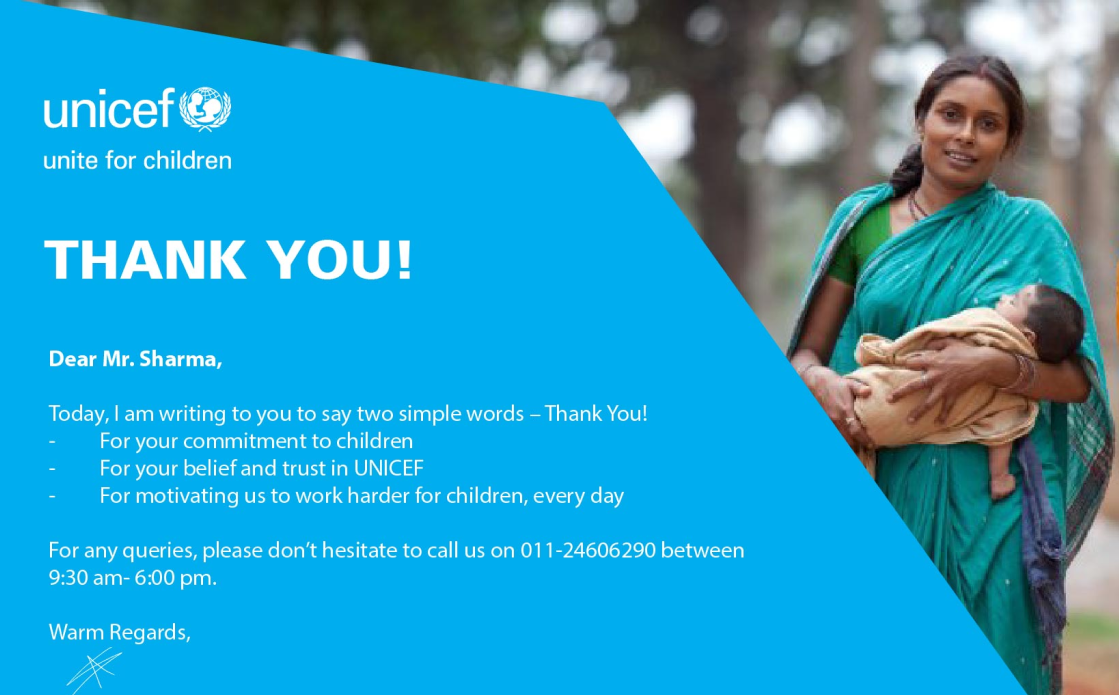 unicef
unite for children
THANK YOU!
Dear Mr. Sharma,
Today, I am writing to you to say two simple words – Thank You!
- For your commitment to children
- For your belief and trust in UNICEF
- For motivating us to work harder for children, every day
For any queries, please don’t hesitate to call us on 011-24606290 between
9:30 am- 6:00 pm.
Warm Regards,